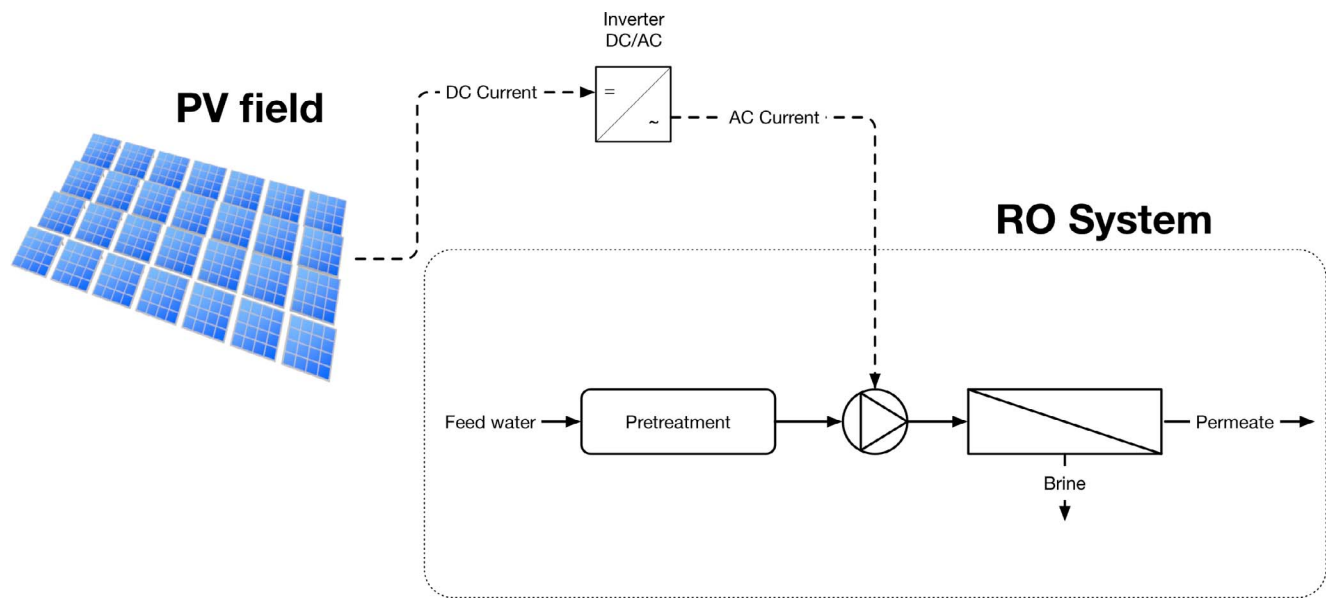 Inverter
DC/AC
PV field
DC Current
=
~
AC Current
RO System
Feed water
Pretreatment
Permeate
Brine